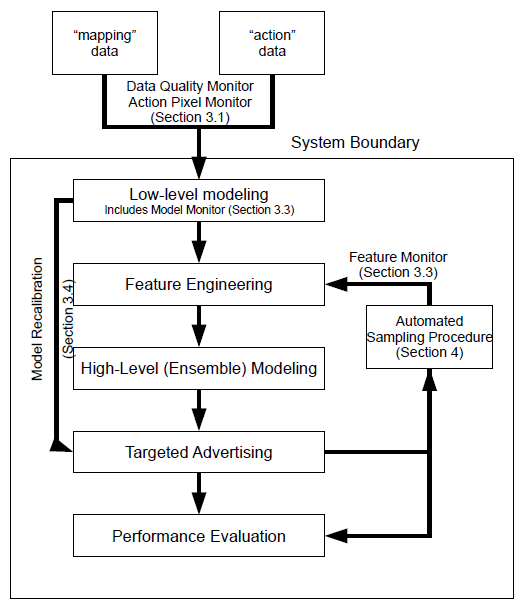 “mapping”
data
“action”
data
Data Quality Monitor
Action Pixel Monitor
(Section 3.1)
System Boundary
Low-level modeling
Includes Model Monitor (Section 3.3)
Model Recalibration
(Section 3.4)
Feature Monitor
(Section 3.3)
Feature Engineering
Automated
Sampling Procedure
(Section 4)
High-Level (Ensemble) Modeling
Targeted Advertising
Performance Evaluation